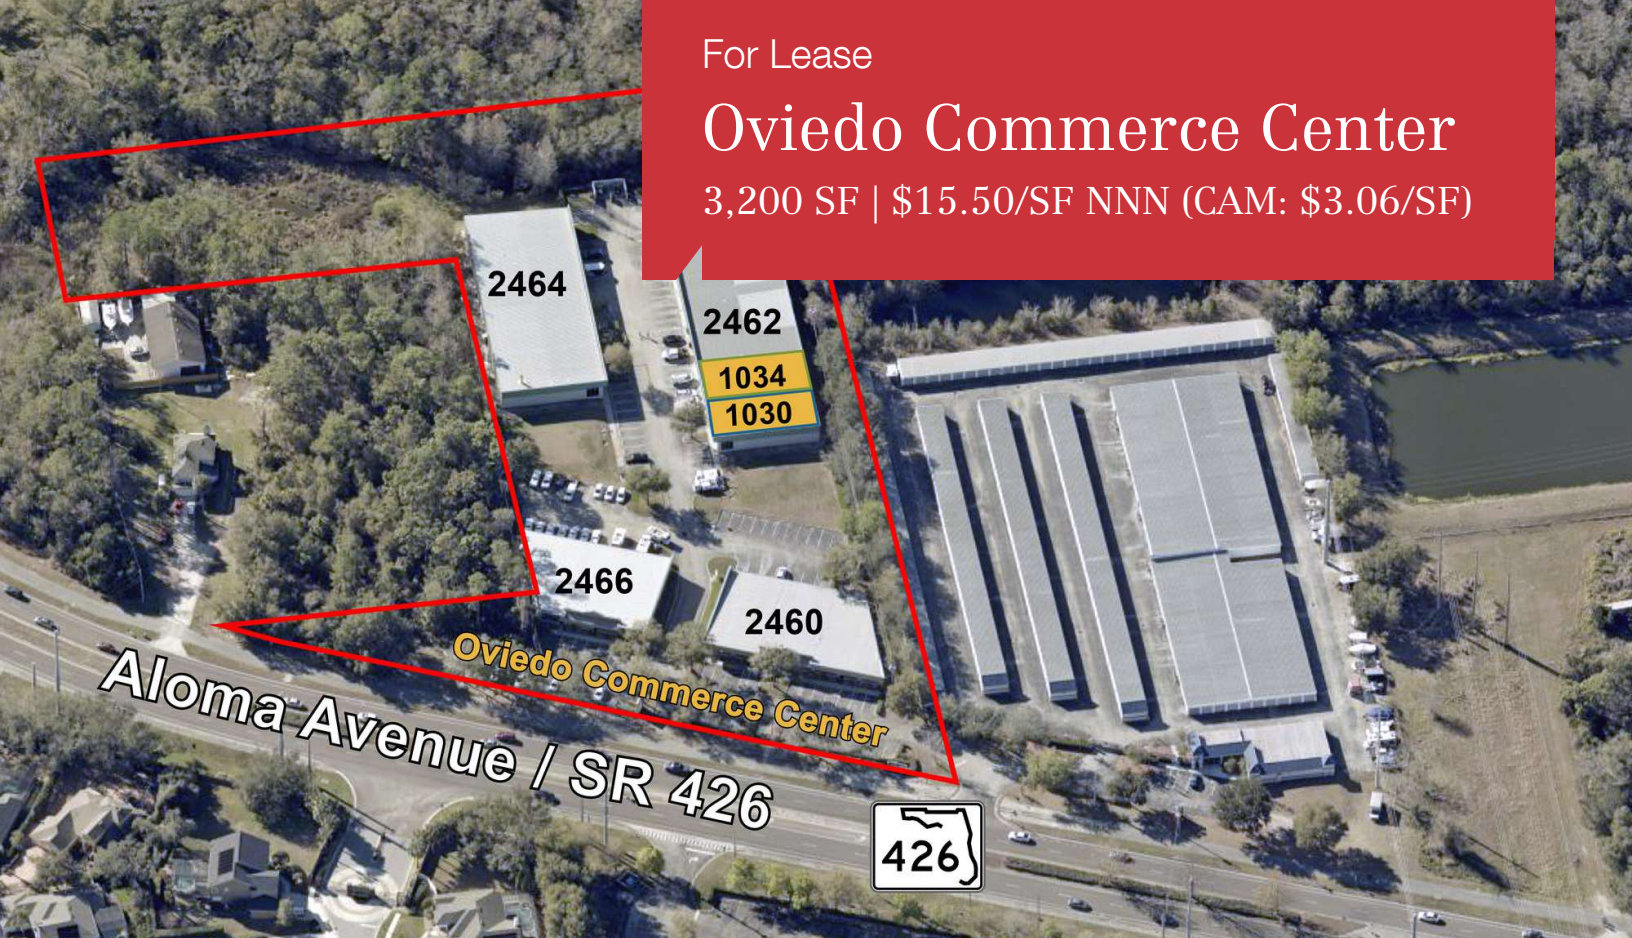 For Lease
Oviedo Commerce Center
3,200 SF | $15.50/SF NNN (CAM: $3.06/SF)
2464
2462
1034
1030
2466
2460
Oviedo Commerce Center
Aloma Avenue / SR 426
426